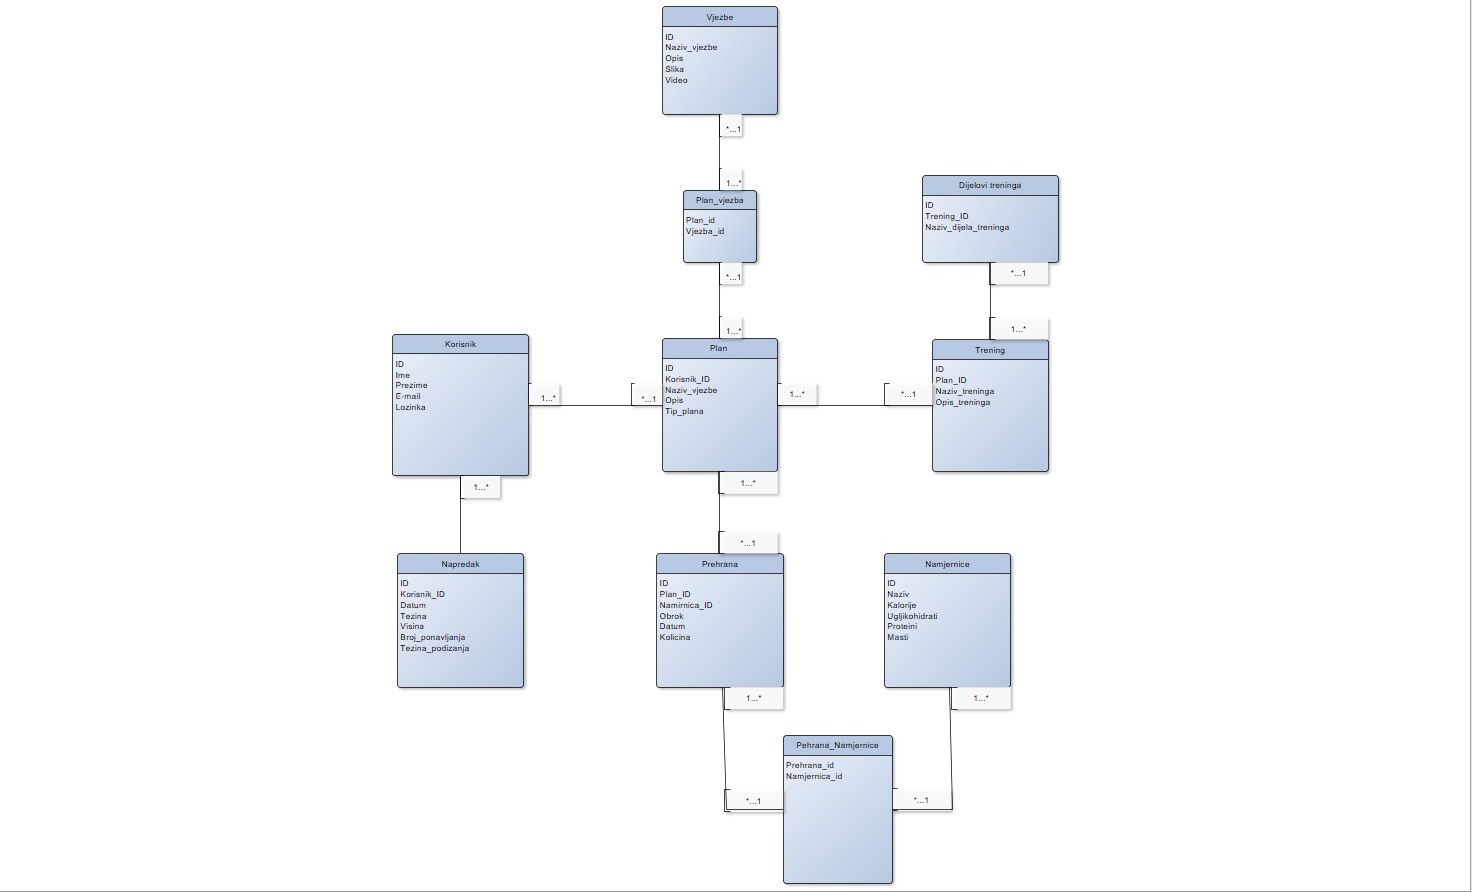 Vjezbe
ID
Naziv_vjezbe
Opis
Slika
Video
*...1
1...*
Plan_vjezba
Plan_id
Vjezba_id
*...1
1...*
Dijelovi treninga
ID
Trening_ID
Naziv_dijela_treninga
*...1
1...*
Korisnik
ID
Ime
Prezime
E-mail
Lozinka
1...*
*...1
Plan
ID
Korisnik_ID
Naziv_vjezbe
Opis
Tip_plana
1...*
*...1
Trening
ID
Plan_ID
Naziv_treninga
Opis_treninga
1...*
1...*
*...1
Napredak
ID
Korisnik_ID
Datum
Tezina
Visina
Broj_ponavljanja
Tezina_podizanja
Prehrana
ID
Plan_ID
Namirnica_ID
Obrok
Datum
Kolicina
Namjernice
ID
Naziv
Kalorije
Ugljikohidrati
Proteini
Masti
1...*
1...*
Pehrana_Namjernice
Prehrana_id
Namjernica_id
*...1
*...1